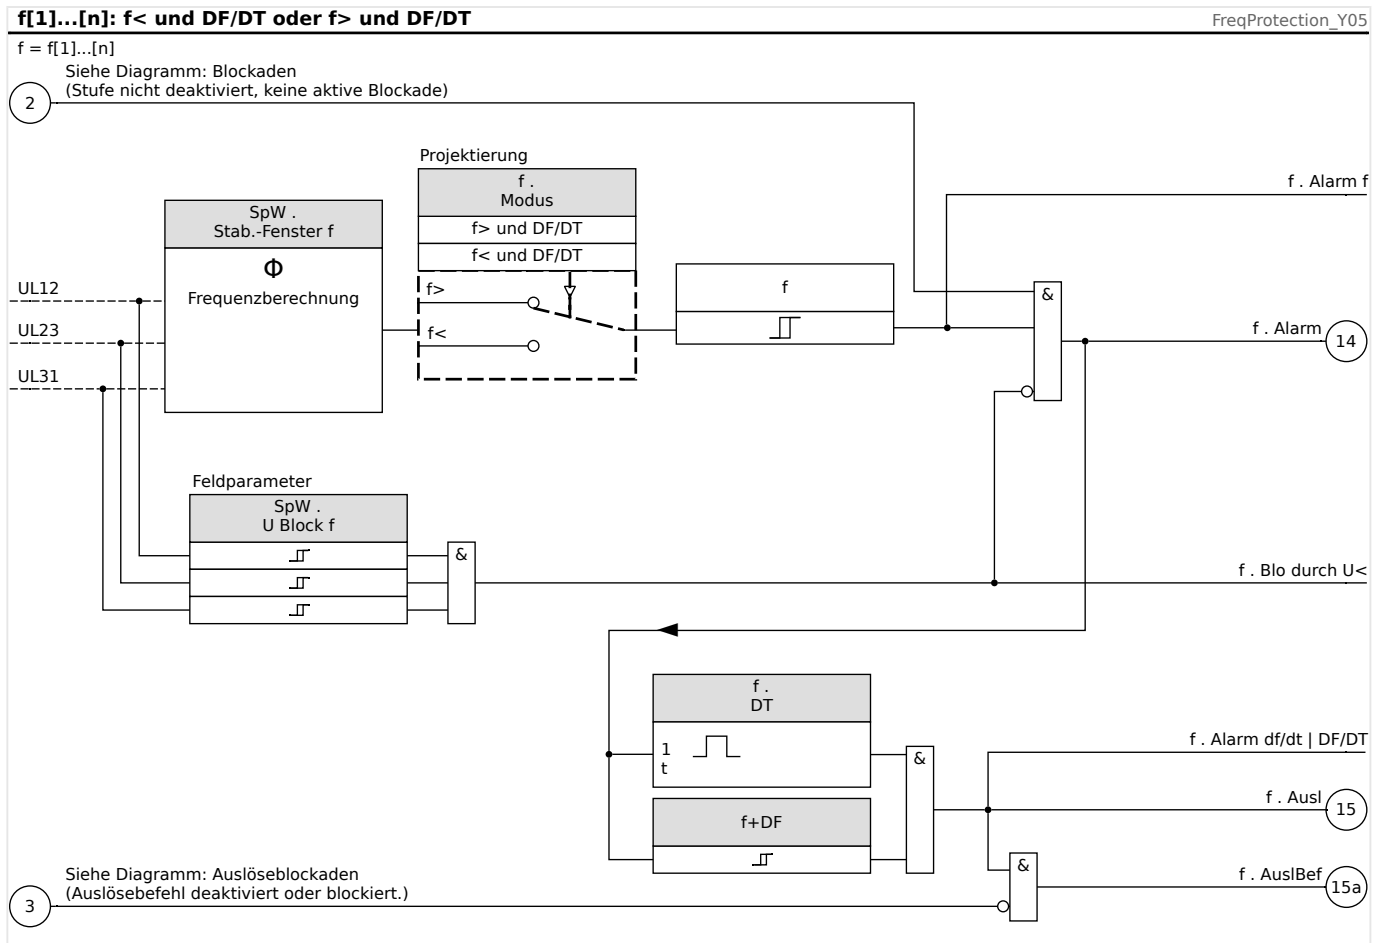 f[1]...[n]: f< und DF/DT oder f> und DF/DT
FreqProtection_Y05
f = f[1]...[n]
Siehe Diagramm: Blockaden
(Stufe nicht deaktiviert, keine aktive Blockade)
2
Projektierung
f .
Modus
f> und DF/DT
f< und DF/DT
f>
f<
SpW .
Stab.-Fenster f
Φ
Frequenzberechnung
UL12
UL23
UL31
f
&
f . Alarm f
f . Alarm
14
Feldparameter
SpW .
U Block f
&
f . Blo durch U<
f .
DT
1
t
f+DF
&
f . Alarm df/dt | DF/DT
f . Ausl
15
&
f . AuslBef
15a
Siehe Diagramm: Auslöseblockaden
(Auslösebefehl deaktiviert oder blockiert.)
3